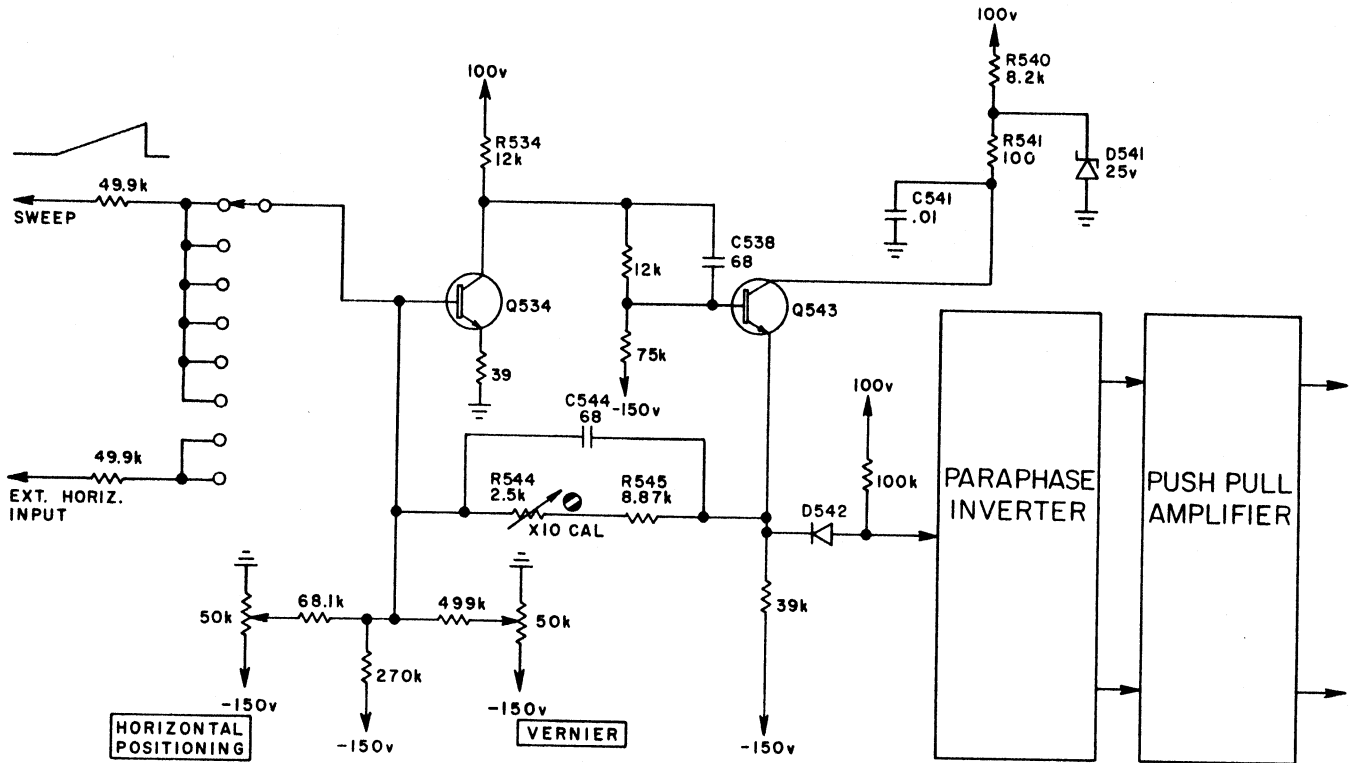 100v
R540
8.2k
100v
R534
12k
R541
100
D541
25v
49.9k
SWEEP
C541
.01
C538
68
12k
Q534
Q543
39
75k
-150v
C544
68
100v
49.9k
EXT. HORIZ.
INPUT
R544
2.5k
R545
8.87k
X10 CAL
100k
D542
PARAPHASE
INVERTER
PUSH PULL
AMPLIFIER
50k
68.1k
499k
50k
39k
270k
-150v
-150v
-150v
-150v
HORIZONTAL
POSITIONING
VERNIER